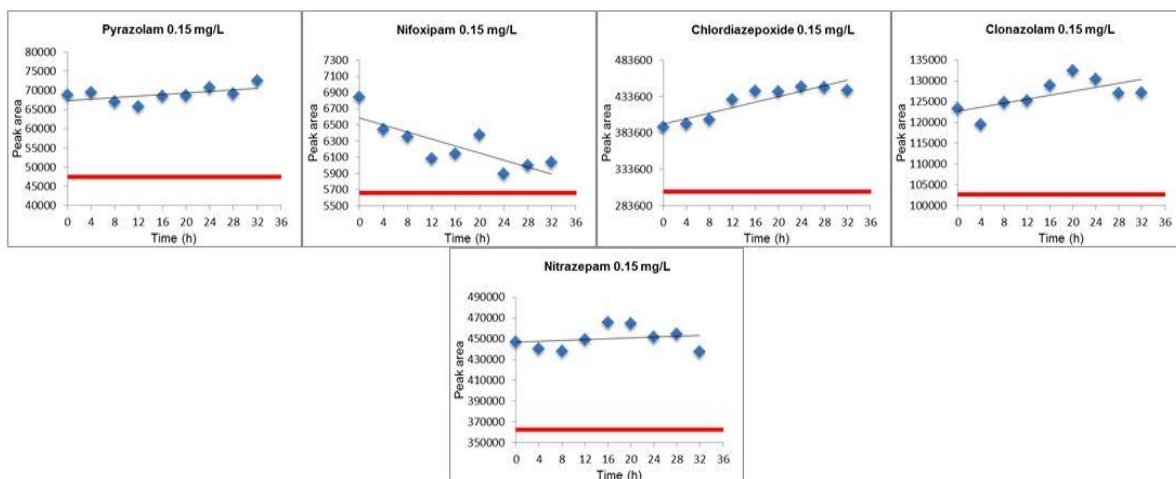 Pyrazolam 0.15 mg/L
Peak area
80000
75000
70000
65000
60000
55000
50000
45000
40000
0 4 8 12 16 20 24 28 32 36
Time (h)
Nifoxipam 0.15 mg/L
Peak area
7300
7100
6900
6700
6500
6300
6100
5900
5700
5500
0 4 8 12 16 20 24 28 32 36
Time (h)
Chlordiazepoxide 0.15 mg/L
Peak area
483600
433600
383600
333600
283600
0 4 8 12 16 20 24 28 32 36
Time (h)
Clonazolam 0.15 mg/L
Peak area
135000
130000
125000
120000
115000
110000
105000
100000
0 4 8 12 16 20 24 28 32 36
Time (h)
Nitrazepam 0.15 mg/L
Peak area
490000
470000
450000
430000
410000
390000
370000
350000
0 4 8 12 16 20 24 28 32 36
Time (h)